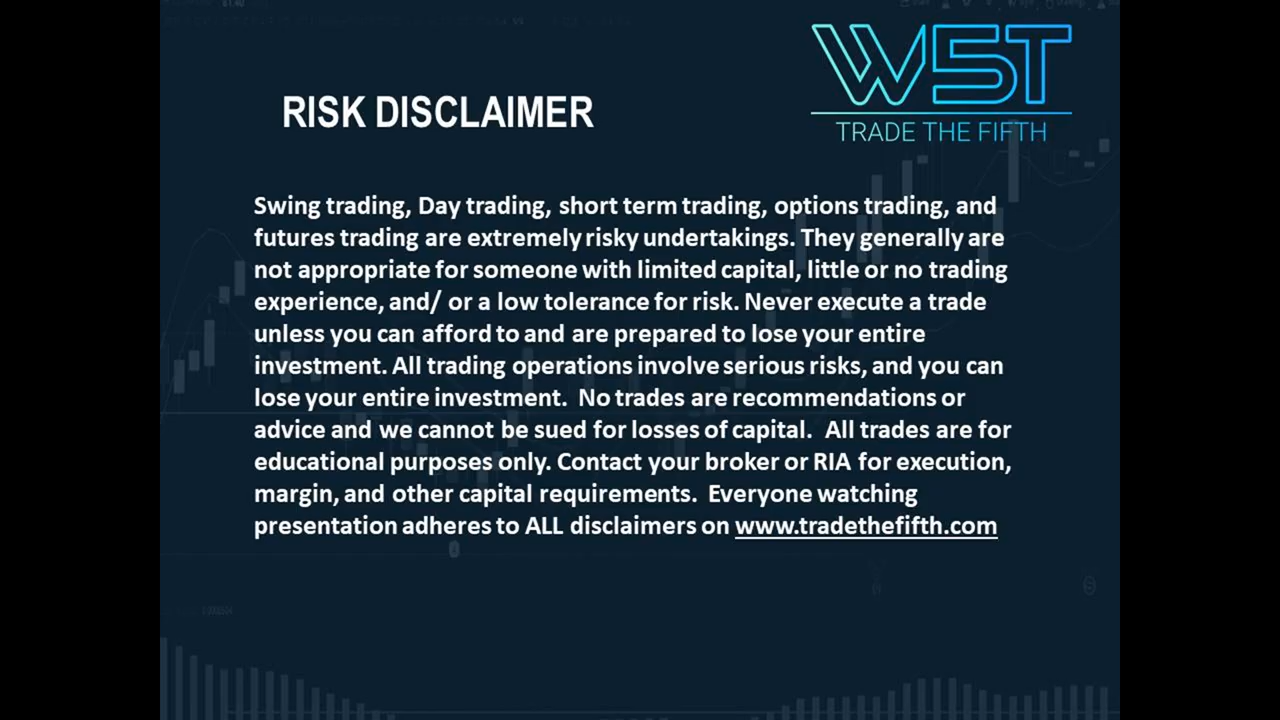 W5T
TRADE THE FIFTH
RISK DISCLAIMER
Swing trading, Day trading, short term trading, options trading, and
futures trading are extremely risky undertakings. They generally are
not appropriate for someone with limited capital, little or no trading
experience, and/ or a low tolerance for risk. Never execute a trade
unless you can afford to and are prepared to lose your entire
investment. All trading operations involve serious risks, and you can
lose your entire investment.  No trades are recommendations or
advice and we cannot be sued for losses of capital.  All trades are for
educational purposes only. Contact your broker or RIA for execution,
margin, and other capital requirements.  Everyone watching
presentation adheres to ALL disclaimers on www.tradethefifth.com